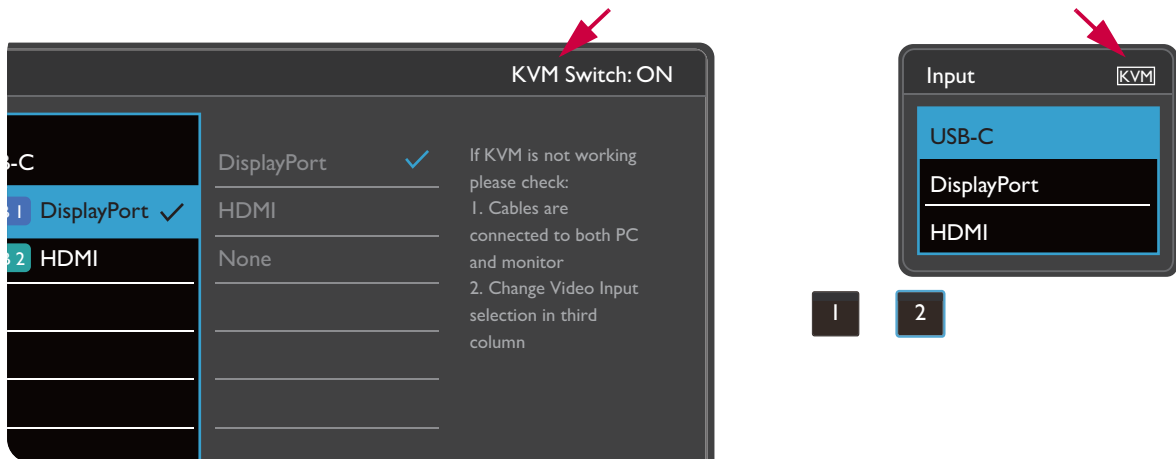 KVM Switch: ON
B-C
B 1 DisplayPort
B 2 HDMI
DisplayPort
HDMI
None
If KVM is not working
please check:
1. Cables are
connected to both PC
and monitor
2. Change Video Input
selection in third
column
Input KVM
USB-C
DisplayPort
HDMI
1 2